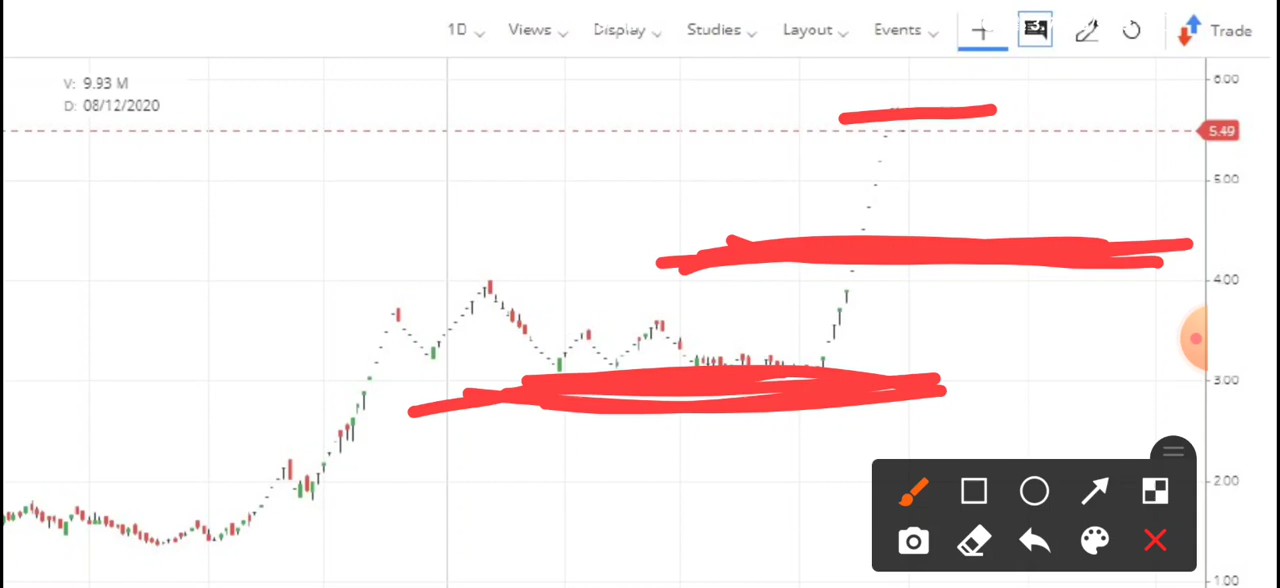 1D Views Display Studies Layout Events Trade
V: 9.93 M
D: 08/12/2020
6.00
5.49
5.00
4.00
3.00
2.00
1.00